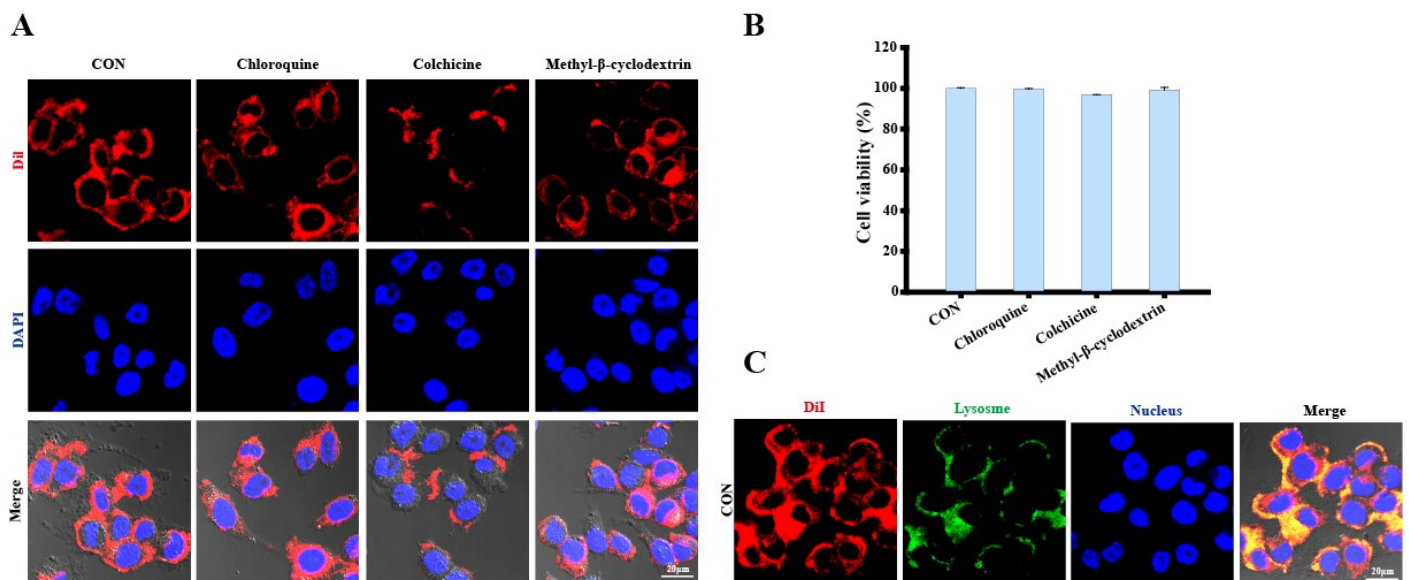 A
CON
Chloroquine
Colchicine
Methyl-β-cyclodextrin
Dil
DAPI
Merge
20μm
B
Cell viability (%)
120
100
80
60
40
20
0
CON
Chloroquine
Colchicine
Methyl-β-cyclodextrin
C
DiI
Lysosme
Nucleus
Merge
CON
20μm